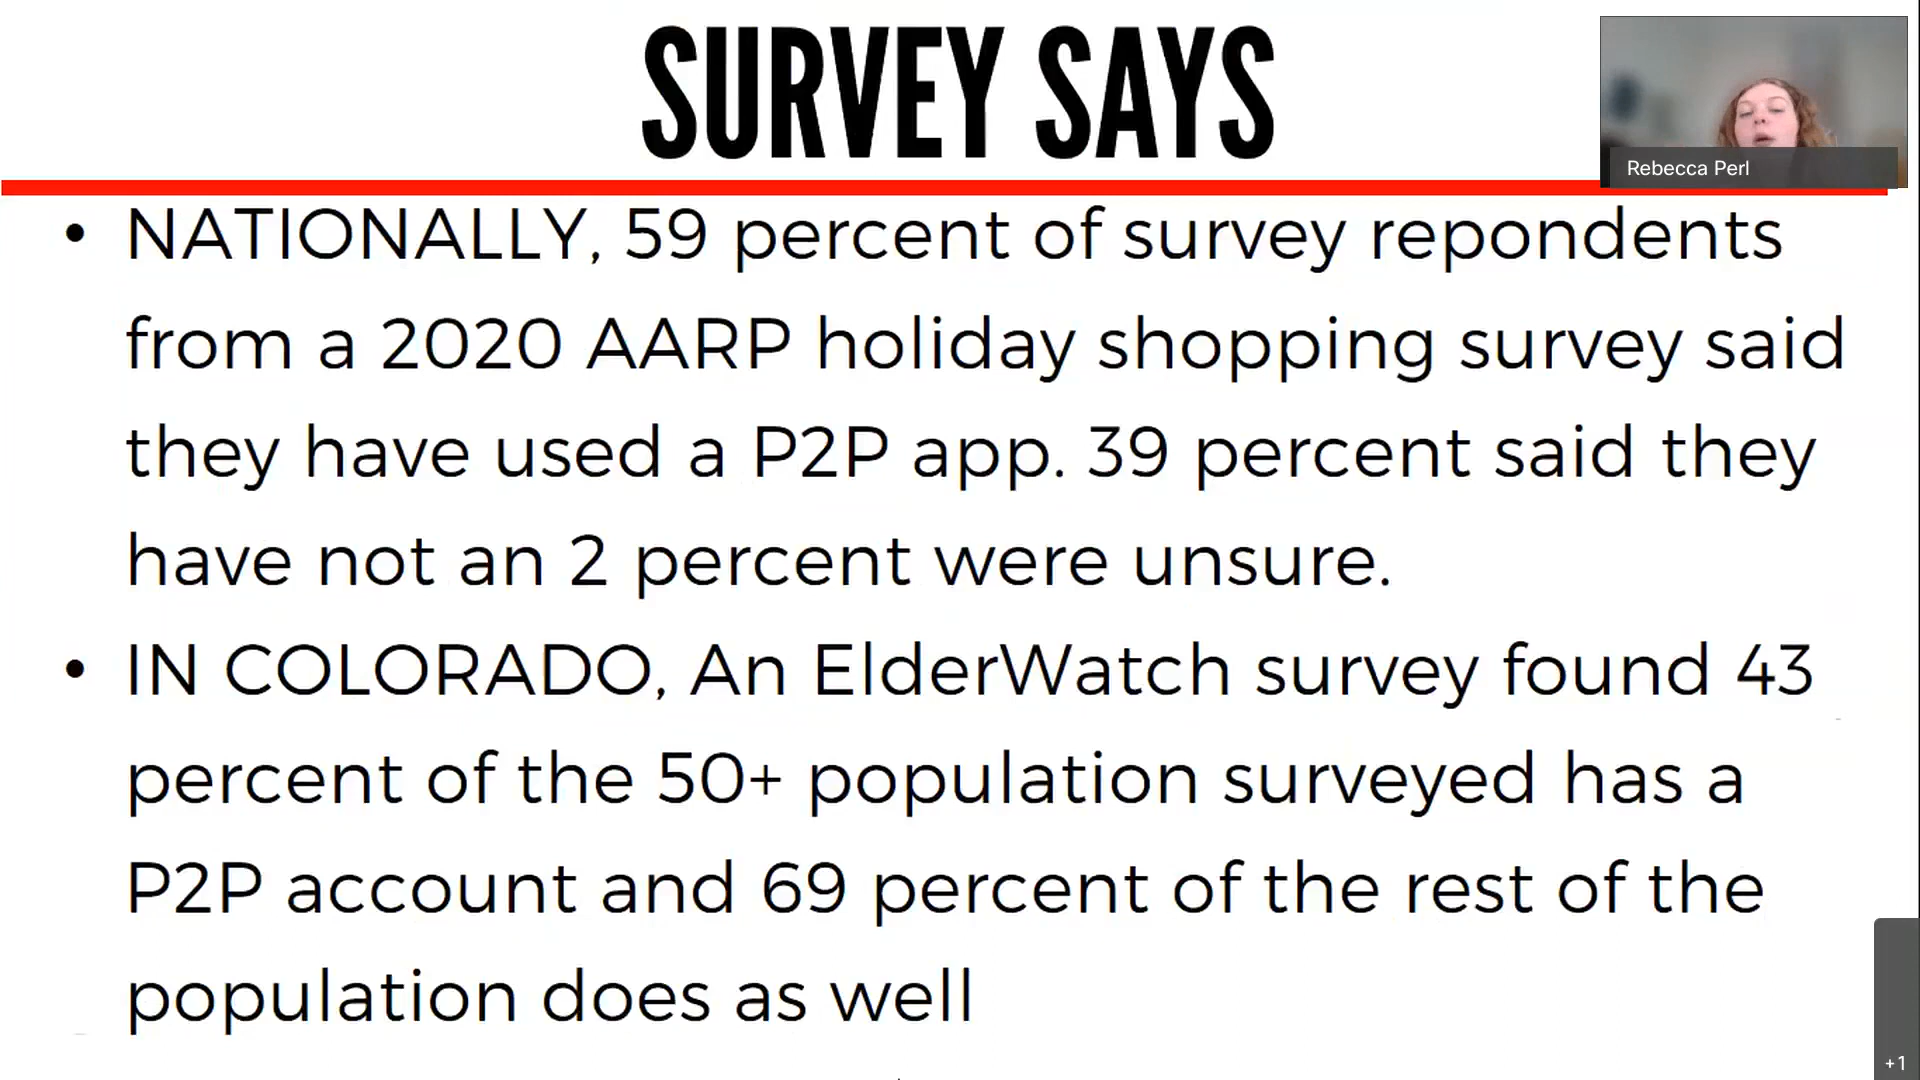 SURVEY SAYS
Rebecca Perl
• NATIONALLY, 59 percent of survey repondents
from a 2020 AARP holiday shopping survey said
they have used a P2P app. 39 percent said they
have not an 2 percent were unsure.
• IN COLORADO, An ElderWatch survey found 43
percent of the 50+ population surveyed has a
P2P account and 69 percent of the rest of the
population does as well
+1